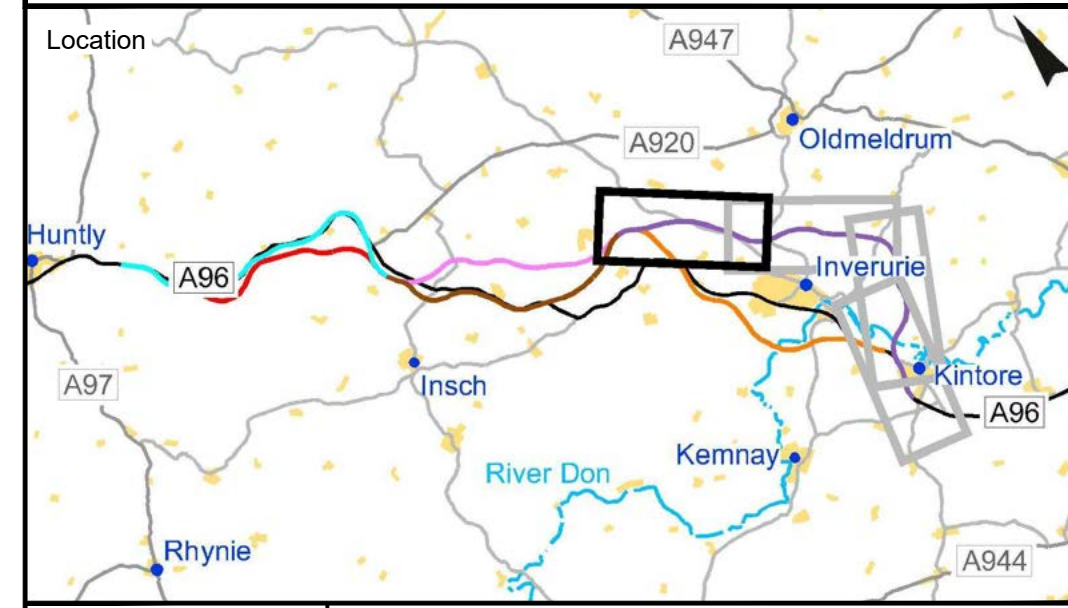 Location
A947
Oldmeldrum
A920
Huntly
A96
Inverurie
A97
Insch
Kintore
A96
Kemnay
River Don
Rhynie
A944